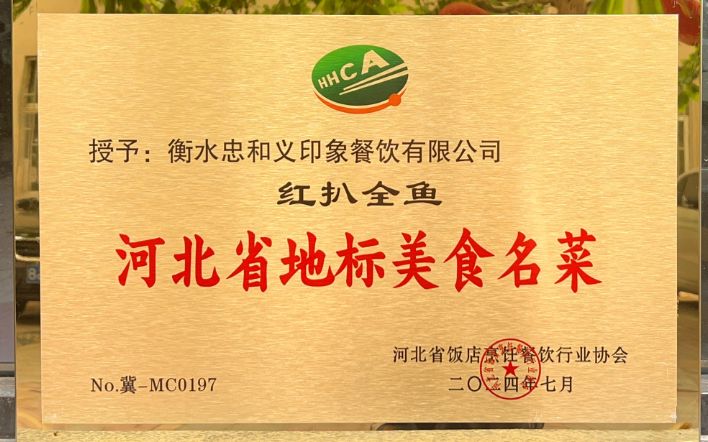 HHCA
授予：衡水忠和义印象餐饮有限公司
红扒全鱼
河北省地标美食名菜
河北省饭店烹饪餐饮行业协会
No.冀-MC0197
二〇二四年七月